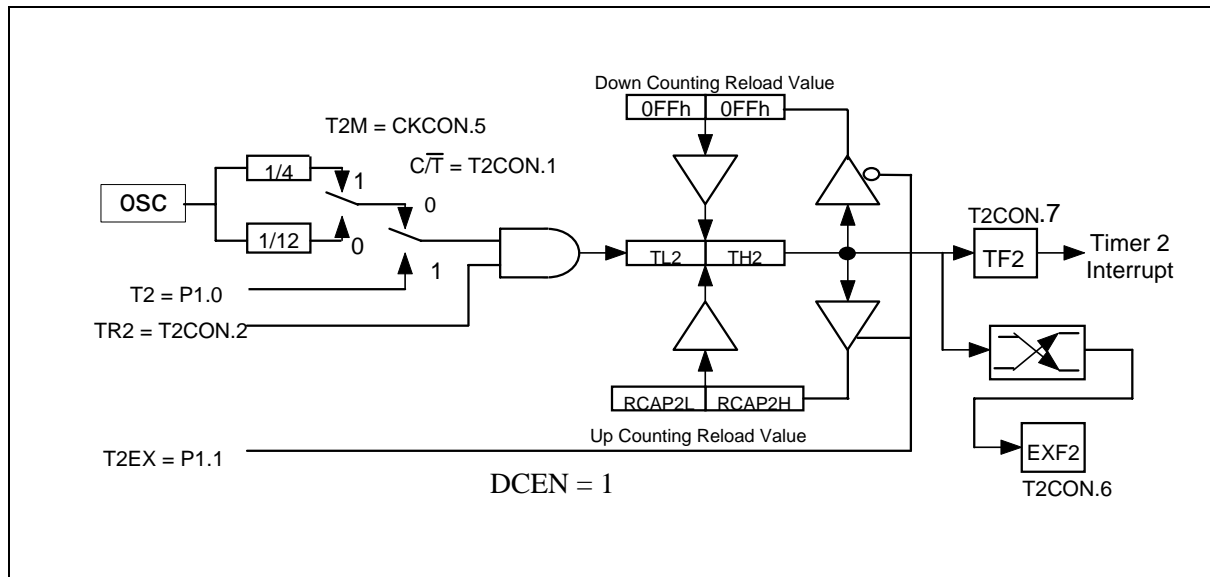 Down Counting Reload Value
0FFh 0FFh
T2M = CKCON.5
C/T̅ = T2CON.1
1/4
1
OSC
0
T2CON.7
1/12
0
TL2 TH2
TF2
Timer 2
Interrupt
1
T2 = P1.0
TR2 = T2CON.2
RCAP2L RCAP2H
Up Counting Reload Value
T2EX = P1.1
EXF2
DCEN = 1
T2CON.6